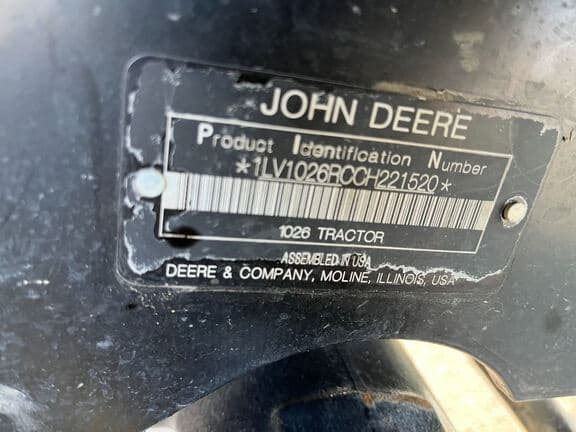 JOHN DEERE
Product Identification Number
*1LV1026RCCH221520*
1026 TRACTOR
ASSEMBLED IN USA
DEERE & COMPANY, MOLINE, ILLINOIS, USA